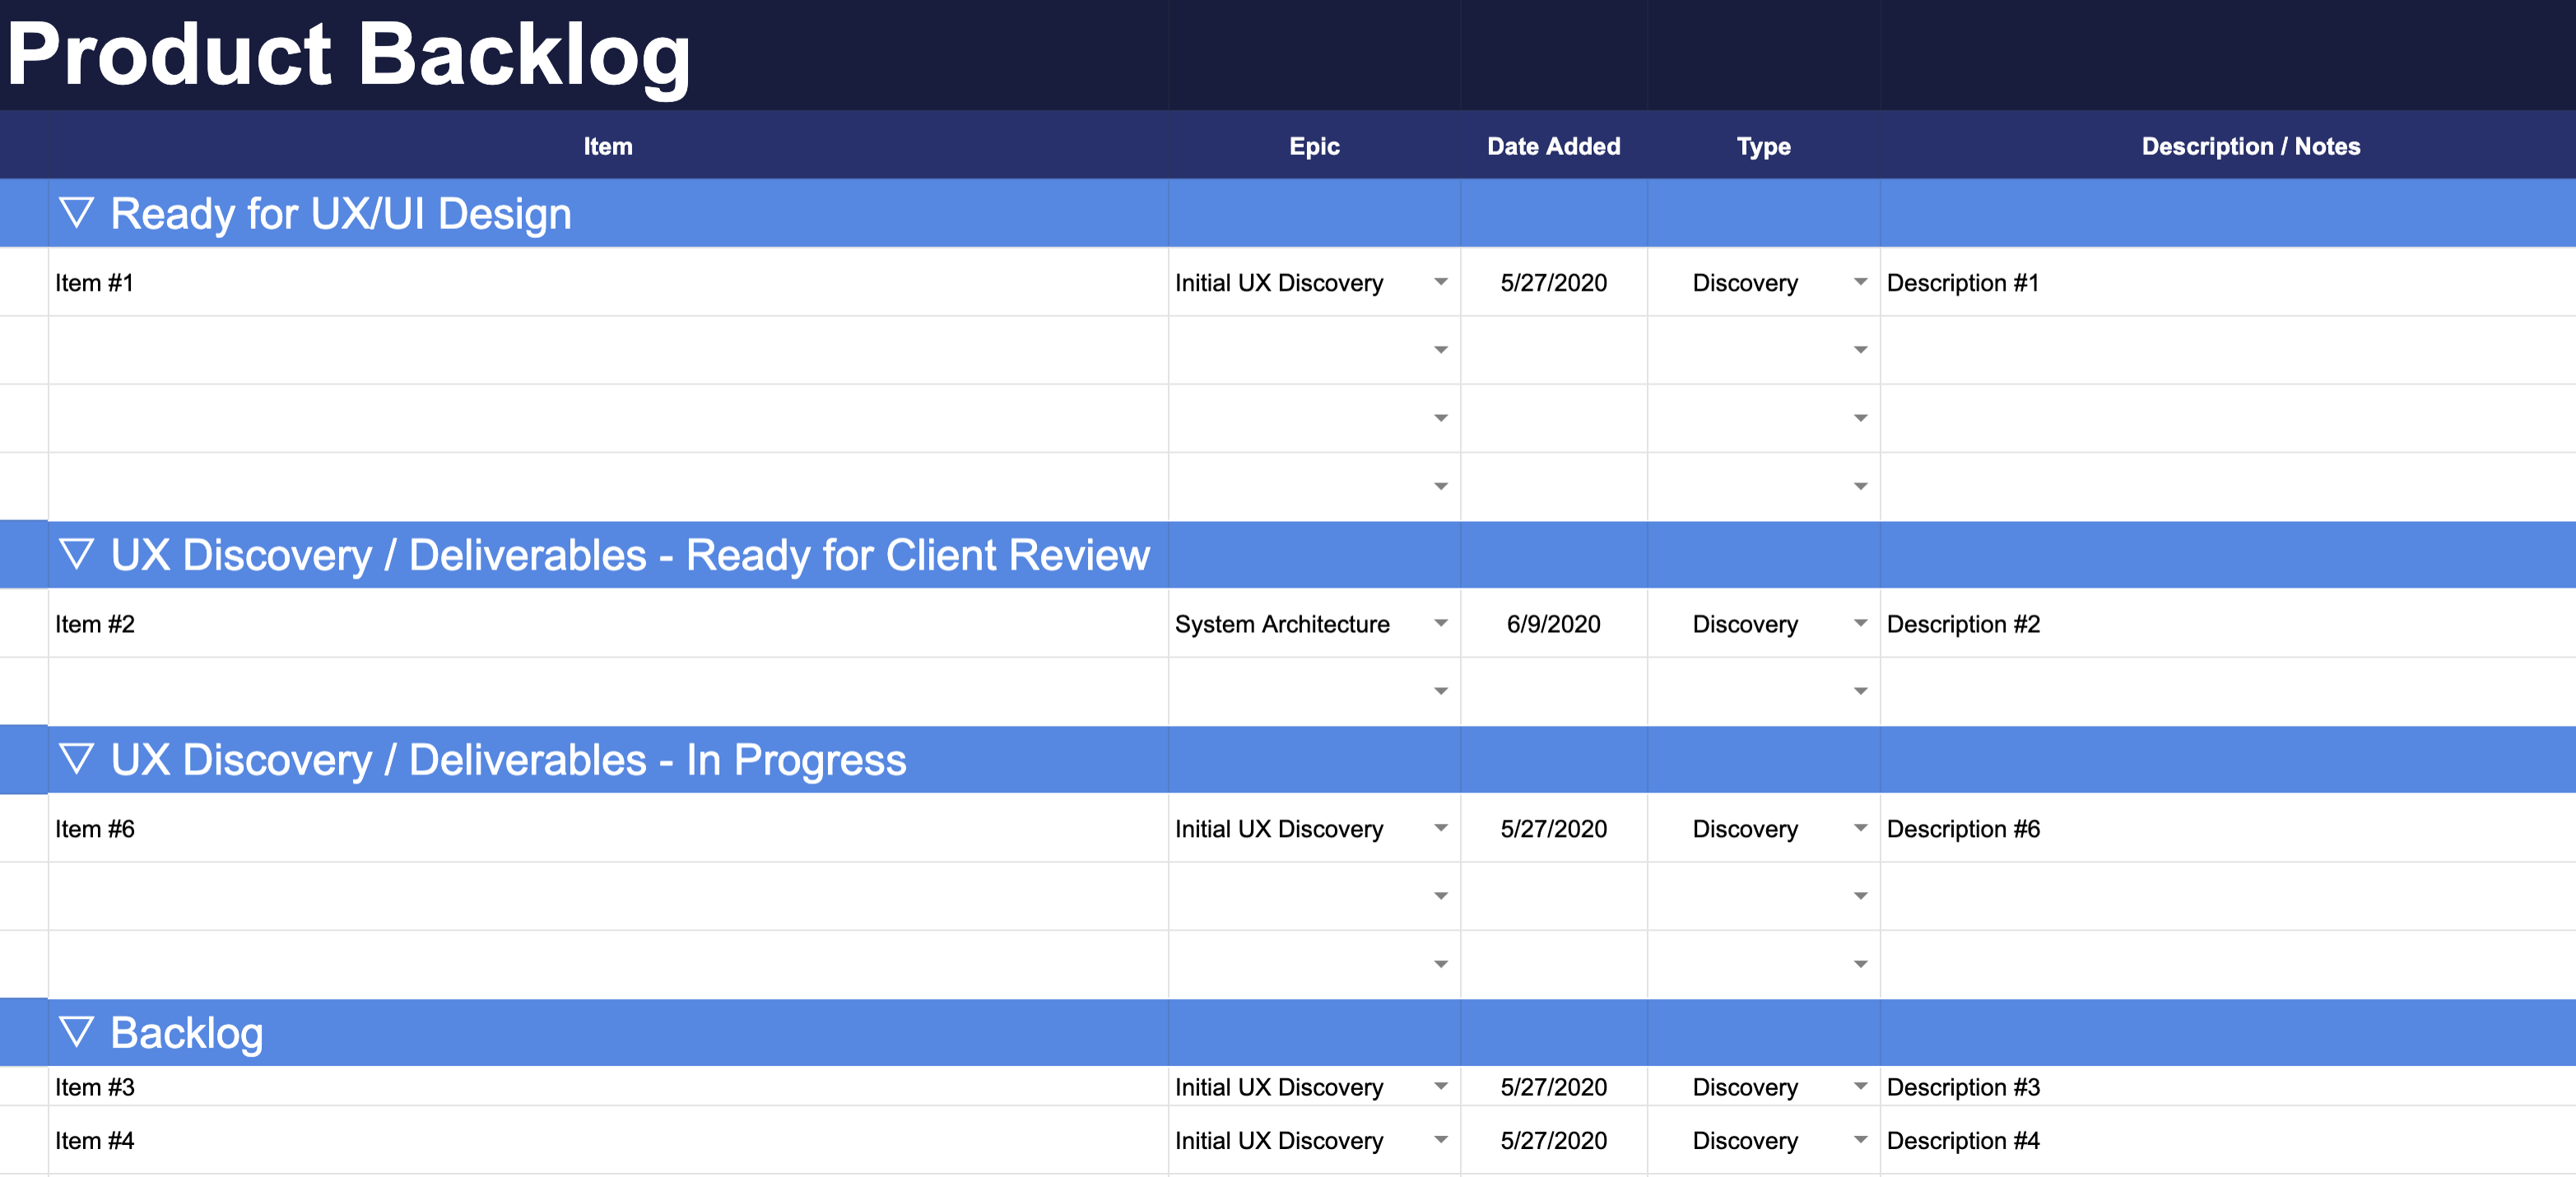 Product Backlog
Item Epic Date Added Type Description / Notes
▽ Ready for UX/UI Design
Item #1 Initial UX Discovery 5/27/2020 Discovery Description #1
▽ UX Discovery / Deliverables - Ready for Client Review
Item #2 System Architecture 6/9/2020 Discovery Description #2
▽ UX Discovery / Deliverables - In Progress
Item #6 Initial UX Discovery 5/27/2020 Discovery Description #6
▽ Backlog
Item #3 Initial UX Discovery 5/27/2020 Discovery Description #3
Item #4 Initial UX Discovery 5/27/2020 Discovery Description #4